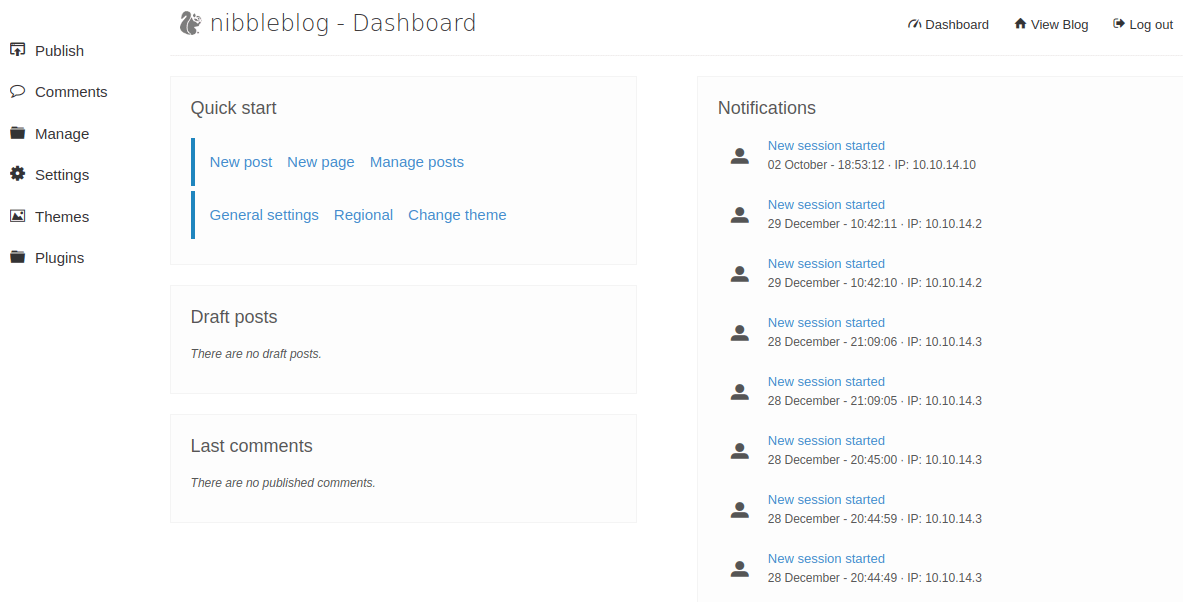 nibbleblog - Dashboard
Dashboard View Blog Log out
Publish
Comments
Manage
Settings
Themes
Plugins
Quick start
New post New page Manage posts
General settings Regional Change theme
Draft posts
There are no draft posts.
Last comments
There are no published comments.
Notifications
New session started
02 October - 18:53:12 · IP: 10.10.14.10
New session started
29 December - 10:42:11 · IP: 10.10.14.2
New session started
29 December - 10:42:10 · IP: 10.10.14.2
New session started
28 December - 21:09:06 · IP: 10.10.14.3
New session started
28 December - 21:09:05 · IP: 10.10.14.3
New session started
28 December - 20:45:00 · IP: 10.10.14.3
New session started
28 December - 20:44:59 · IP: 10.10.14.3
New session started
28 December - 20:44:49 · IP: 10.10.14.3